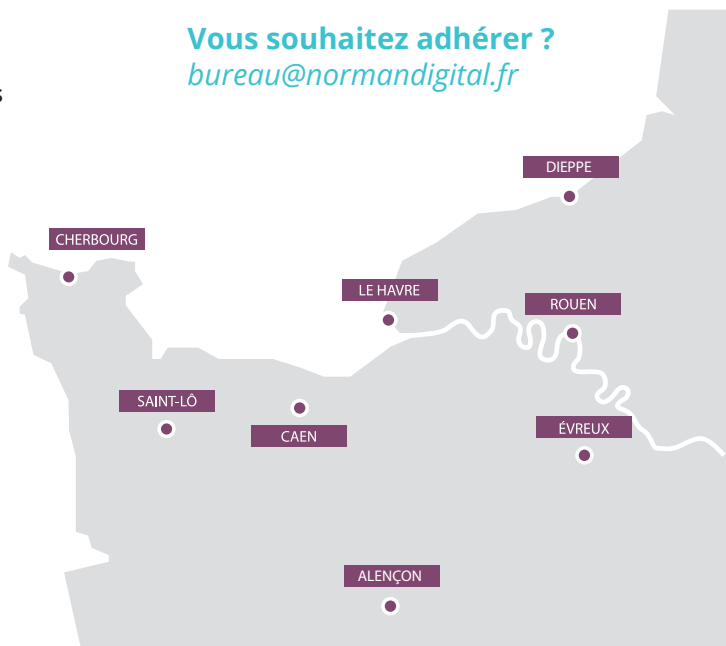 Vous souhaitez adhérer ?
bureau@normandigital.fr
s
DIEPPE
CHERBOURG
LE HAVRE
ROUEN
SAINT-LÔ
CAEN
ÉVREUX
ALENÇON